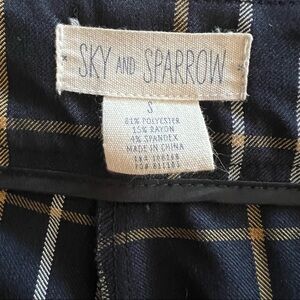 SKY AND SPARROW
S
81% POLYESTER
15% RAYON
4% SPANDEX
MADE IN CHINA